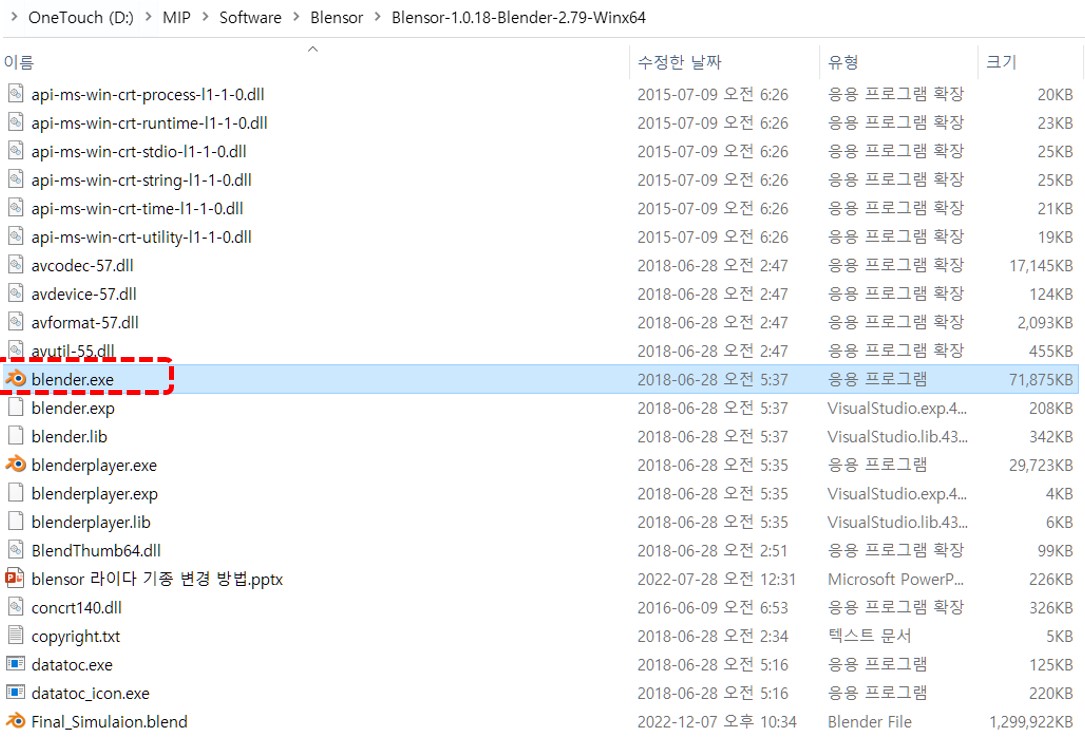 OneTouch (D:) > MIP > Software > Blensor > Blensor-1.0.18-Blender-2.79-Winx64
이름 수정한 날짜 유형 크기
api-ms-win-crt-process-l1-1-0.dll 2015-07-09 오전 6:26 응용 프로그램 확장 20KB
api-ms-win-crt-runtime-l1-1-0.dll 2015-07-09 오전 6:26 응용 프로그램 확장 23KB
api-ms-win-crt-stdio-l1-1-0.dll 2015-07-09 오전 6:26 응용 프로그램 확장 25KB
api-ms-win-crt-string-l1-1-0.dll 2015-07-09 오전 6:26 응용 프로그램 확장 25KB
api-ms-win-crt-time-l1-1-0.dll 2015-07-09 오전 6:26 응용 프로그램 확장 21KB
api-ms-win-crt-utility-l1-1-0.dll 2015-07-09 오전 6:26 응용 프로그램 확장 19KB
avcodec-57.dll 2018-06-28 오전 2:47 응용 프로그램 확장 17,145KB
avdevice-57.dll 2018-06-28 오전 2:47 응용 프로그램 확장 124KB
avformat-57.dll 2018-06-28 오전 2:47 응용 프로그램 확장 2,093KB
avutil-55.dll 2018-06-28 오전 2:47 응용 프로그램 확장 455KB
blender.exe 2018-06-28 오전 5:37 응용 프로그램 71,875KB
blender.exp 2018-06-28 오전 5:37 VisualStudio.exp.4... 208KB
blender.lib 2018-06-28 오전 5:37 VisualStudio.lib.43... 342KB
blenderplayer.exe 2018-06-28 오전 5:35 응용 프로그램 29,723KB
blenderplayer.exp 2018-06-28 오전 5:35 VisualStudio.exp.4... 4KB
blenderplayer.lib 2018-06-28 오전 5:35 VisualStudio.lib.43... 6KB
BlendThumb64.dll 2018-06-28 오전 2:51 응용 프로그램 확장 99KB
blensor 라이다 기종 변경 방법.pptx 2022-07-28 오전 12:31 Microsoft PowerP... 226KB
concrt140.dll 2016-06-09 오전 6:53 응용 프로그램 확장 326KB
copyright.txt 2018-06-28 오전 2:34 텍스트 문서 5KB
datatoc.exe 2018-06-28 오전 5:16 응용 프로그램 125KB
datatoc_icon.exe 2018-06-28 오전 5:16 응용 프로그램 220KB
Final_Simulaion.blend 2022-12-07 오후 10:34 Blender File 1,299,922KB